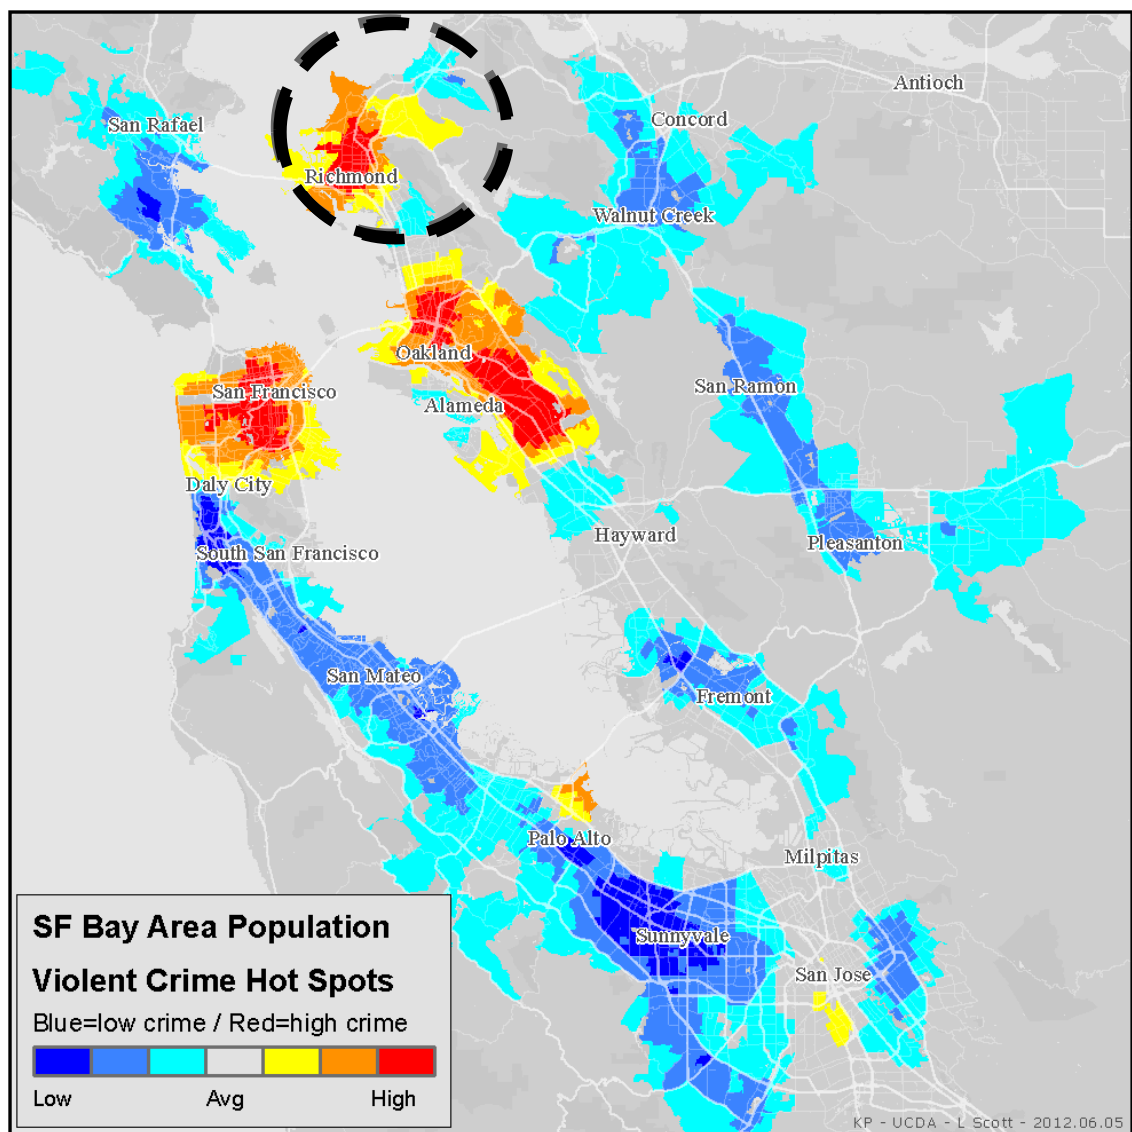 Antioch
San Rafael
Concord
Richmond
Walnut Creek
Oakland
San Francisco
San Ramon
Alameda
Daly City
Hayward
Pleasanton
South San Francisco
San Mateo
Fremont
Palo Alto
Milpitas
Sunnyvale
San Jose
SF Bay Area Population
Violent Crime Hot Spots
Blue=low crime / Red=high crime
Low Avg High
KP - UCDA - L Scott - 2012.06.05